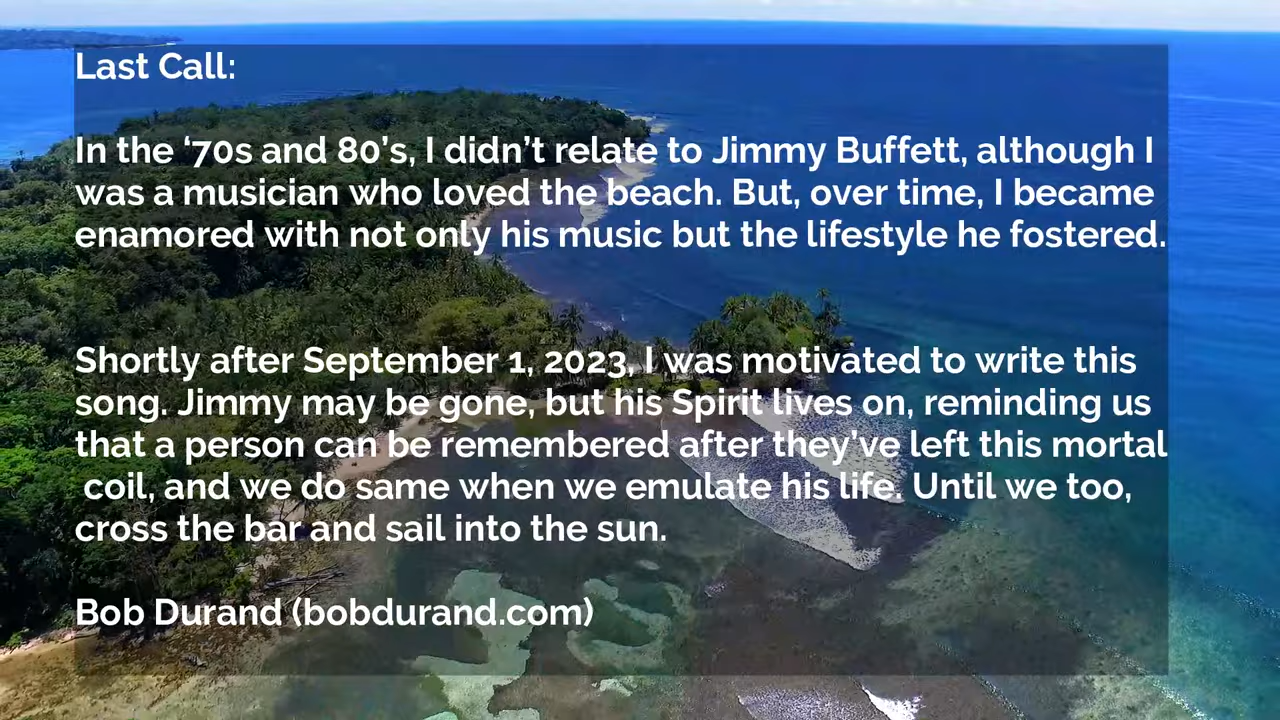 Last Call:
In the ‘70s and 80’s, I didn’t relate to Jimmy Buffett, although I
was a musician who loved the beach. But, over time, I became
enamored with not only his music but the lifestyle he fostered.
Shortly after September 1, 2023, I was motivated to write this
song. Jimmy may be gone, but his Spirit lives on, reminding us
that a person can be remembered after they’ve left this mortal
coil, and we do same when we emulate his life. Until we too,
cross the bar and sail into the sun.
Bob Durand (bobdurand.com)